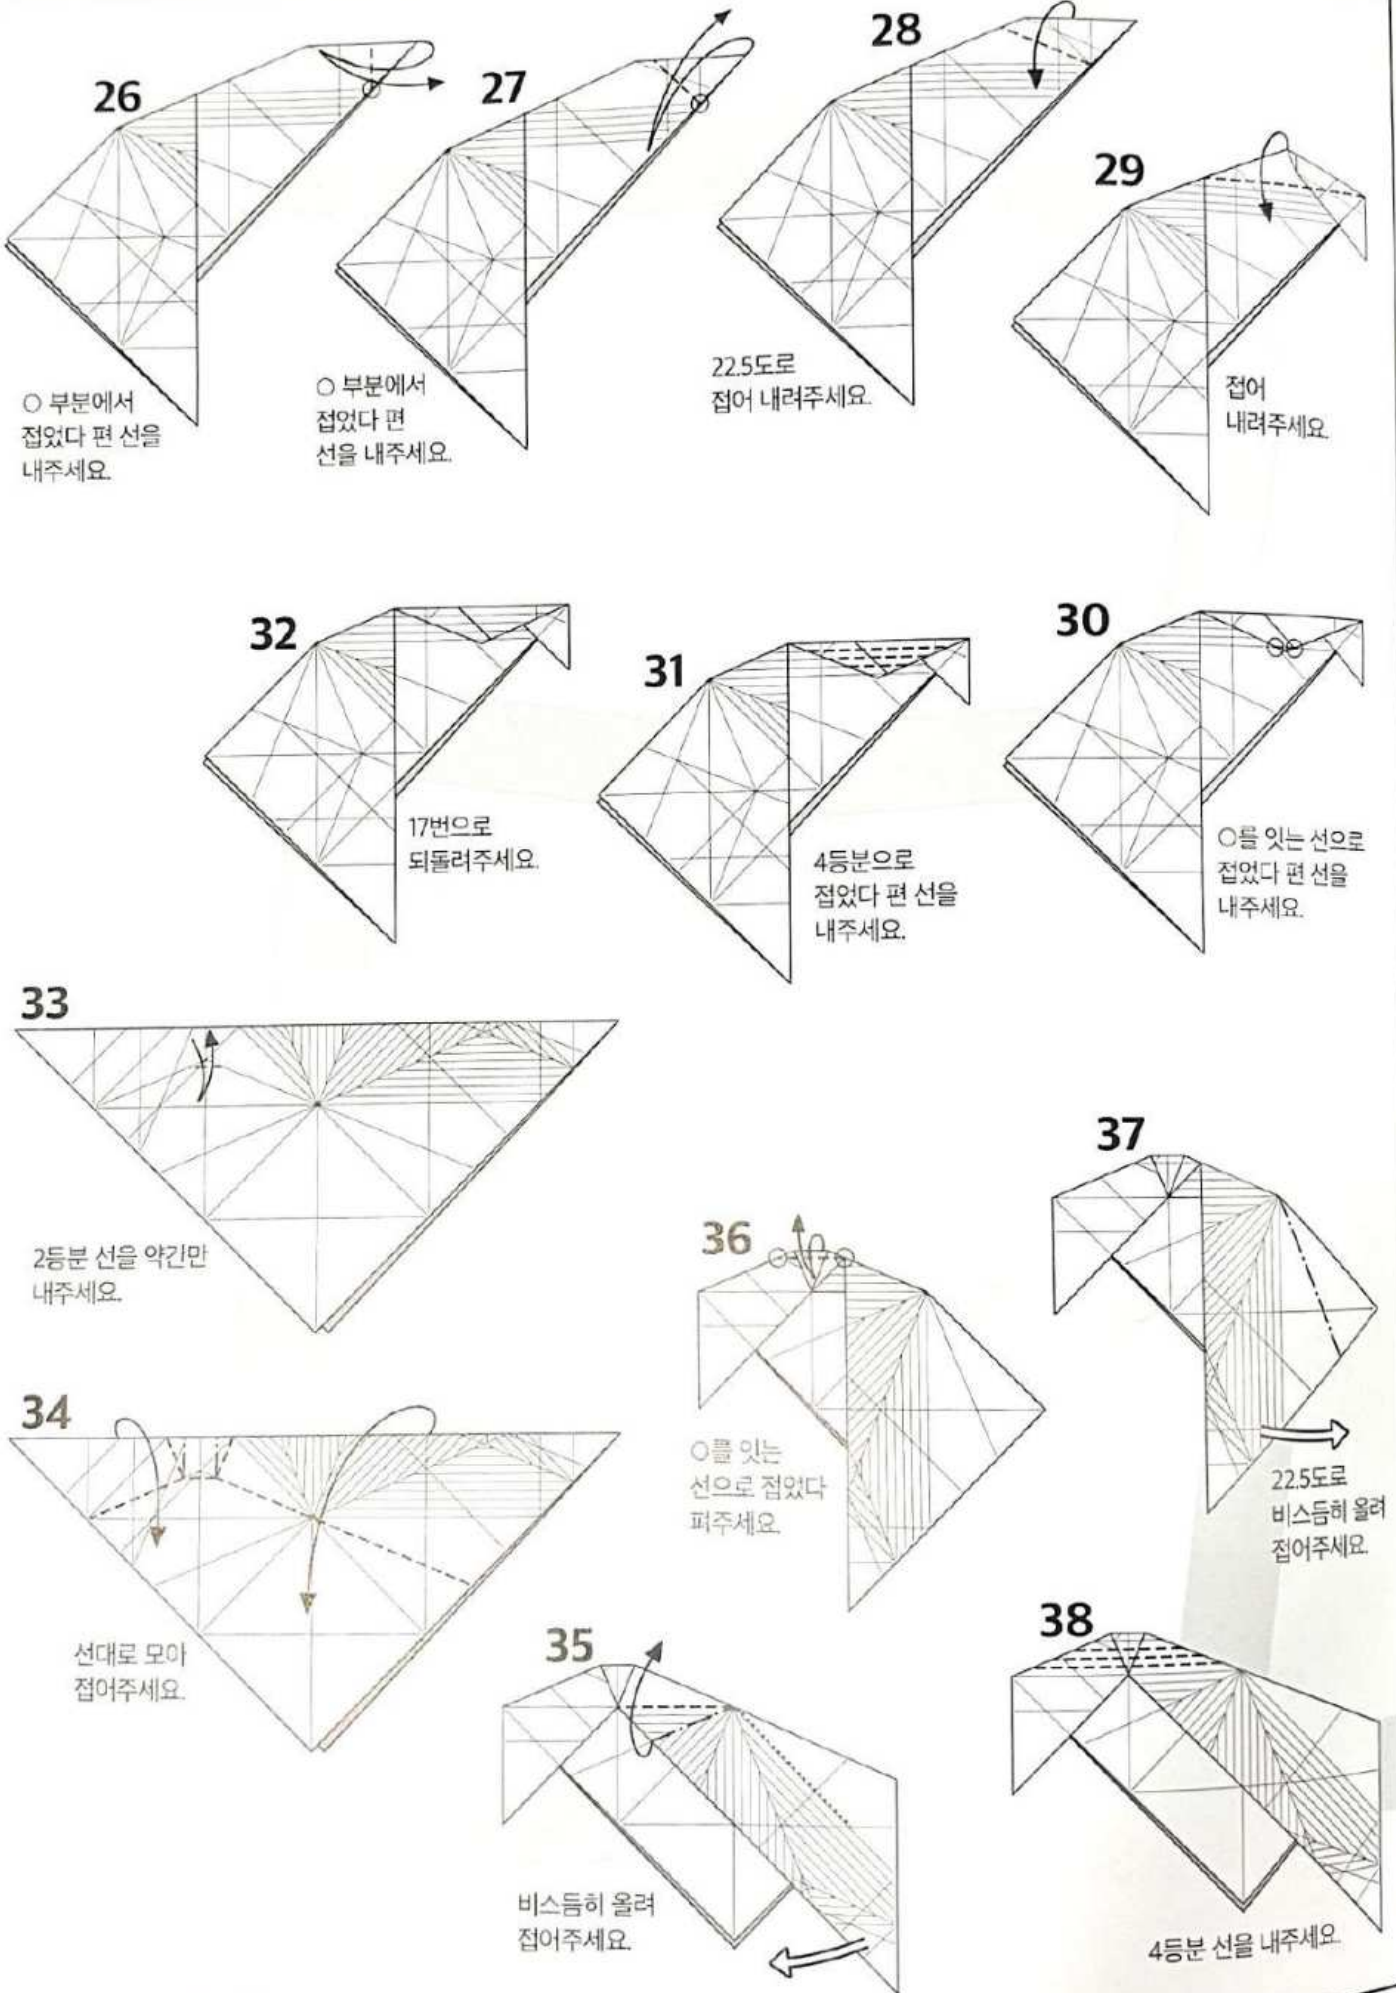 26
○ 부분에서
접었다 편 선을
내주세요.
27
○ 부분에서
접었다 편
선을 내주세요.
28
22.5도로
접어 내려주세요.
29
접어
내려주세요.
30
○를 잇는 선으로
접었다 편 선을
내주세요.
31
4등분으로
접었다 편 선을
내주세요.
32
17번으로
되돌려주세요.
33
2등분 선을 약간만
내주세요.
34
선대로 모아
접어주세요.
35
비스듬히 올려
접어주세요.
36
○를 잇는
선으로 접었다
펴주세요.
37
22.5도로
비스듬히 올려
접어주세요.
38
4등분 선을 내주세요.